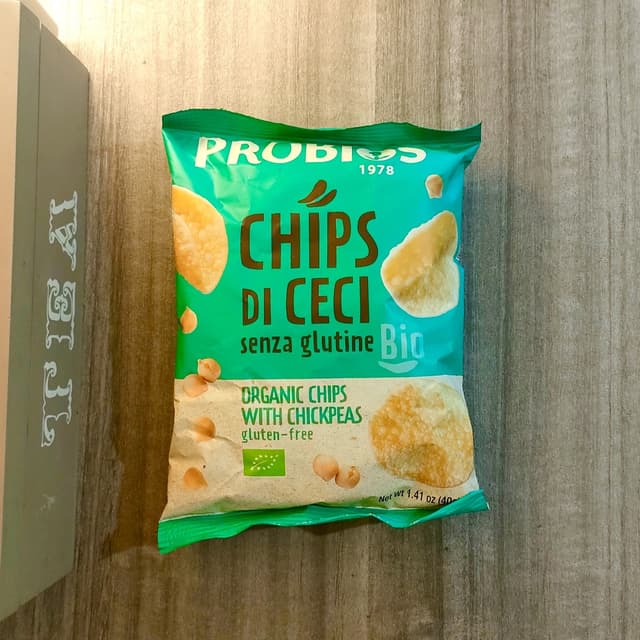 PROBIOS
1978
CHIPS
DI CECI
senza glutine Bio
ORGANIC CHIPS
WITH CHICKPEAS
gluten-free
Net wt 1.41 oz (40